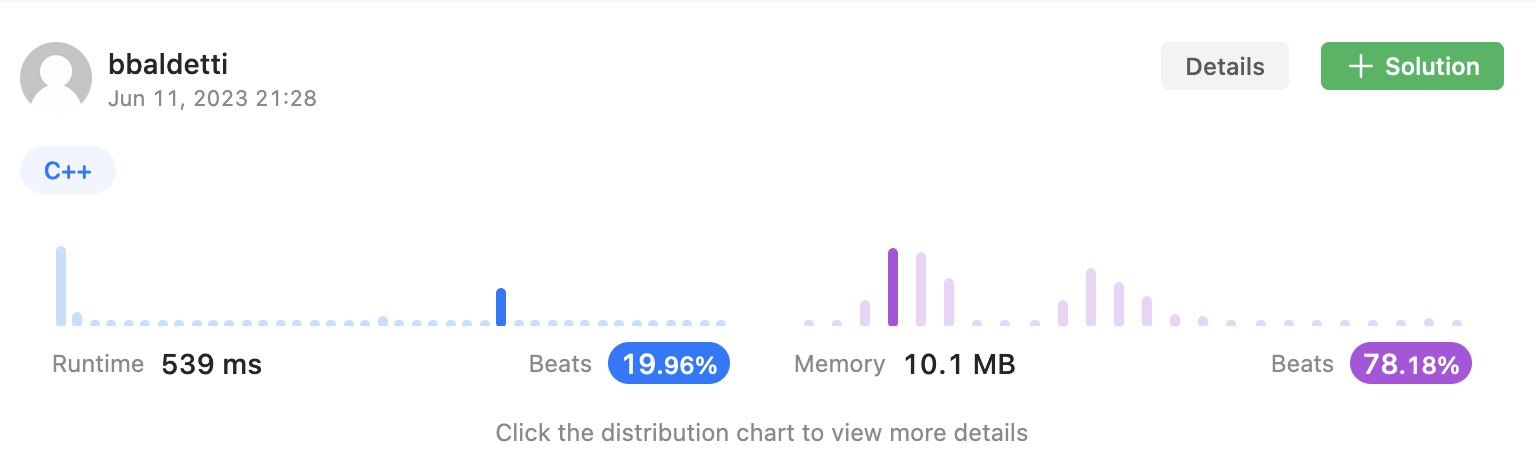 bbaldetti
Jun 11, 2023 21:28
Details
+ Solution
C++
Runtime 539 ms Beats 19.96%
Memory 10.1 MB Beats 78.18%
Click the distribution chart to view more details